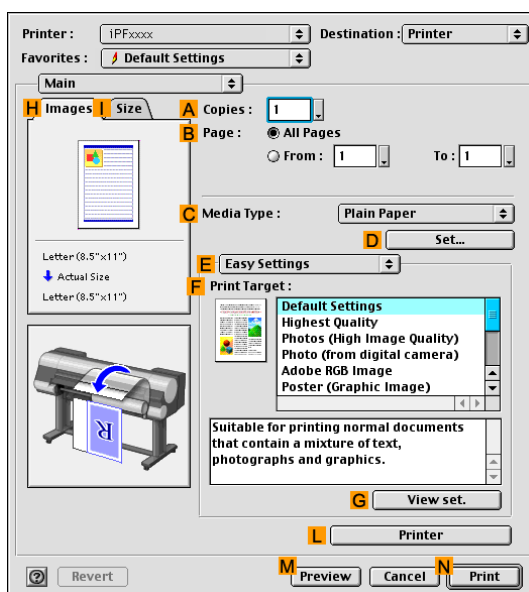 Printer : iPFxxxx Destination : Printer
Favorites : Default Settings
Main
H Images I Size
A Copies : 1
B Page : All Pages
From : 1 To : 1
C Media Type : Plain Paper
D Set...
Letter (8.5"x11")
Actual Size
Letter (8.5"x11")
E Easy Settings
F Print Target :
Default Settings
Highest Quality
Photos (High Image Quality)
Photo (from digital camera)
Adobe RGB Image
Poster (Graphic Image)
R
Suitable for printing normal documents
that contain a mixture of text,
photographs and graphics.
G View set.
L Printer
? Revert M Preview Cancel N Print